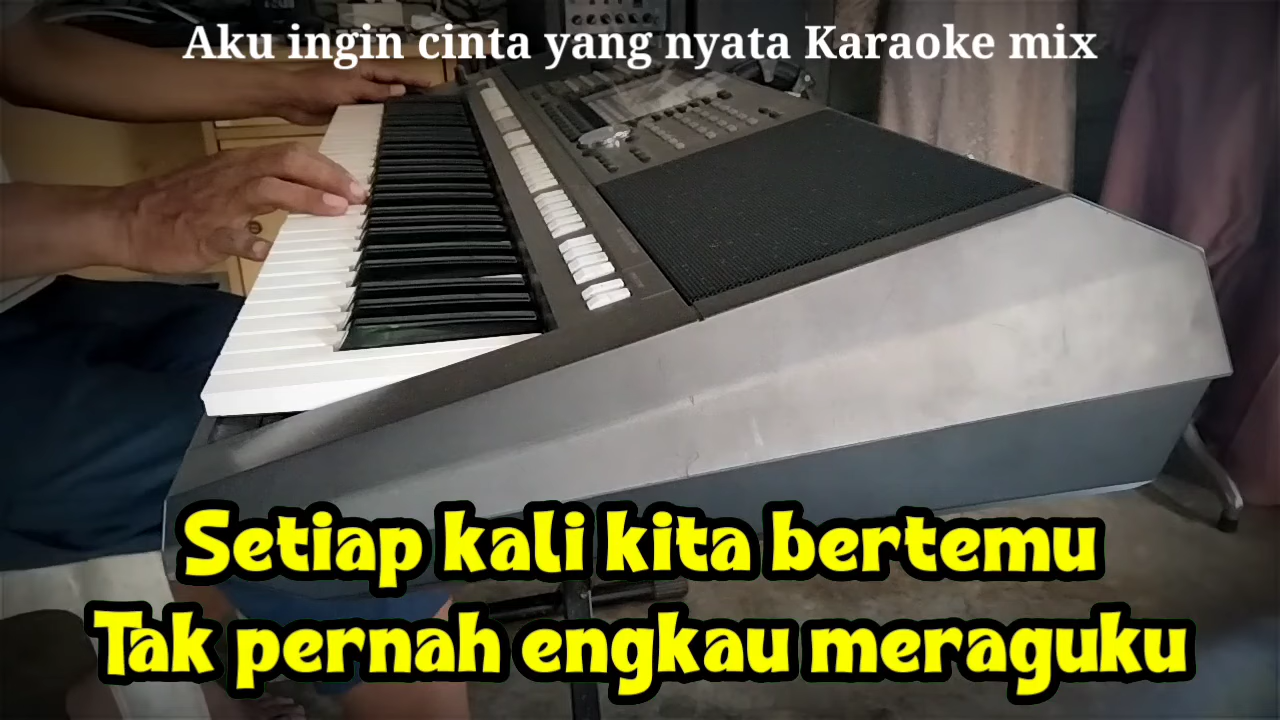 Aku ingin cinta yang nyata Karaoke mix
Setiap kali kita bertemu
Tak pernah engkau meraguku